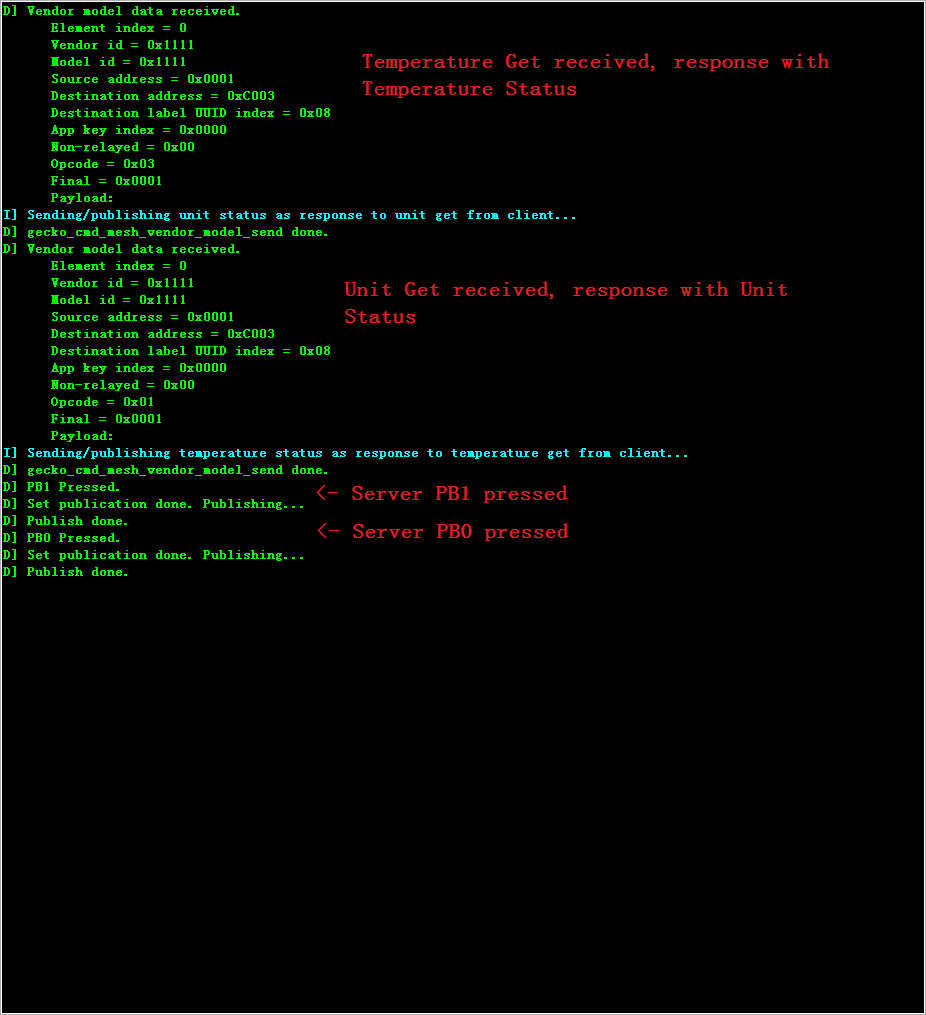 D] Vendor model data received.
Element index = 0
Vendor id = 0x1111
Model id = 0x1111
Temperature Get received, response with
Source address = 0x0001
Temperature Status
Destination address = 0xC003
Destination label UUID index = 0x08
App key index = 0x0000
Non-relayed = 0x00
Opcode = 0x03
Final = 0x0001
Payload:
I] Sending/publishing unit status as response to unit get from client...
D] gecko_cmd_mesh_vendor_model_send done.
D] Vendor model data received.
Element index = 0
Vendor id = 0x1111
Unit Get received, response with Unit
Model id = 0x1111
Source address = 0x0001
Status
Destination address = 0xC003
Destination label UUID index = 0x08
App key index = 0x0000
Non-relayed = 0x00
Opcode = 0x01
Final = 0x0001
Payload:
I] Sending/publishing temperature status as response to temperature get from client...
D] gecko_cmd_mesh_vendor_model_send done.
D] PB1 Pressed.
<- Server PB1 pressed
D] Set publication done. Publishing...
D] Publish done.
<- Server PB0 pressed
D] PB0 Pressed.
D] Set publication done. Publishing...
D] Publish done.